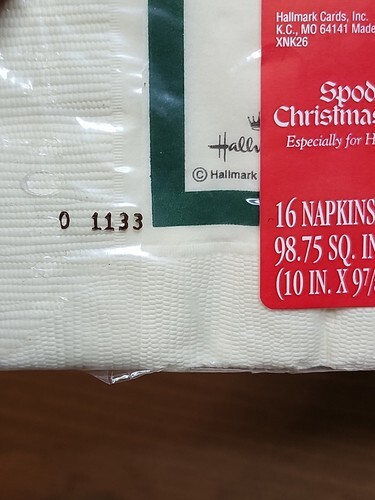 Hallmark Cards, Inc.
K.C., MO 64141 Made
XNK26
Spod
Christmas
Especially for H
Hallm
© Hallmark
0 1133
16 NAPKINS
98.75 SQ. IN
(10 IN. X 97/